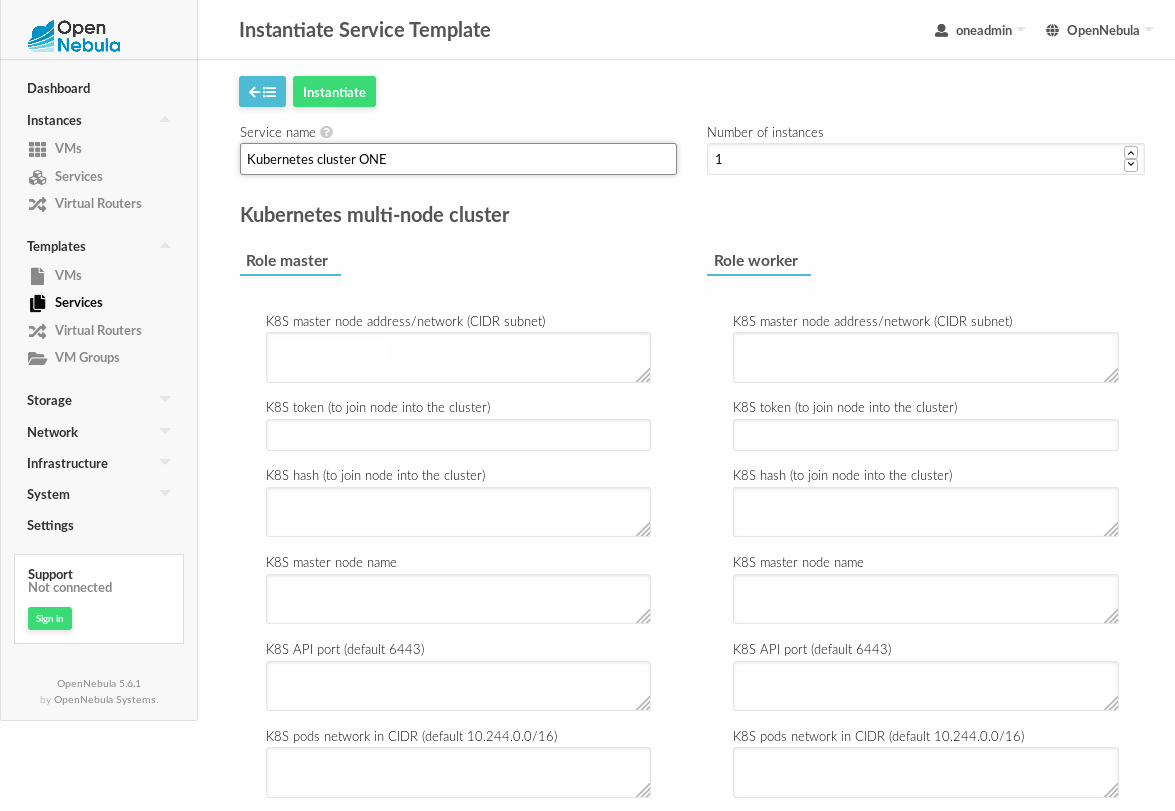 Open
Nebula
Instantiate Service Template
oneadmin
OpenNebula
Dashboard
Instances
VMs
Services
Virtual Routers
Templates
VMs
Services
Virtual Routers
VM Groups
Storage
Network
Infrastructure
System
Settings
Support
Not connected
Sign in
OpenNebula 5.6.1
by OpenNebula Systems.
Instantiate
Service name ?
Kubernetes cluster ONE
Number of instances
1
Kubernetes multi-node cluster
Role master
K8S master node address/network (CIDR subnet)
K8S token (to join node into the cluster)
K8S hash (to join node into the cluster)
K8S master node name
K8S API port (default 6443)
K8S pods network in CIDR (default 10.244.0.0/16)
Role worker
K8S master node address/network (CIDR subnet)
K8S token (to join node into the cluster)
K8S hash (to join node into the cluster)
K8S master node name
K8S API port (default 6443)
K8S pods network in CIDR (default 10.244.0.0/16)